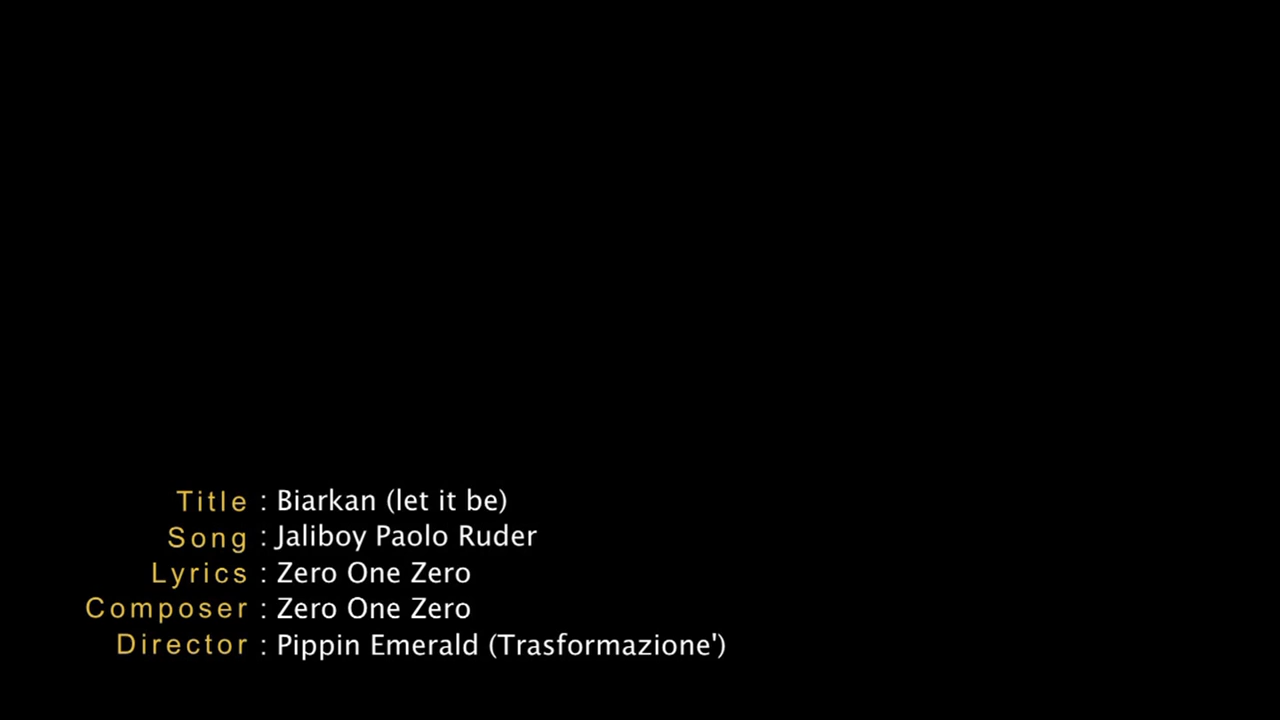 Title : Biarkan (let it be)
Song : Jaliboy Paolo Ruder
Lyrics : Zero One Zero
Composer : Zero One Zero
Director : Pippin Emerald (Trasformazione')